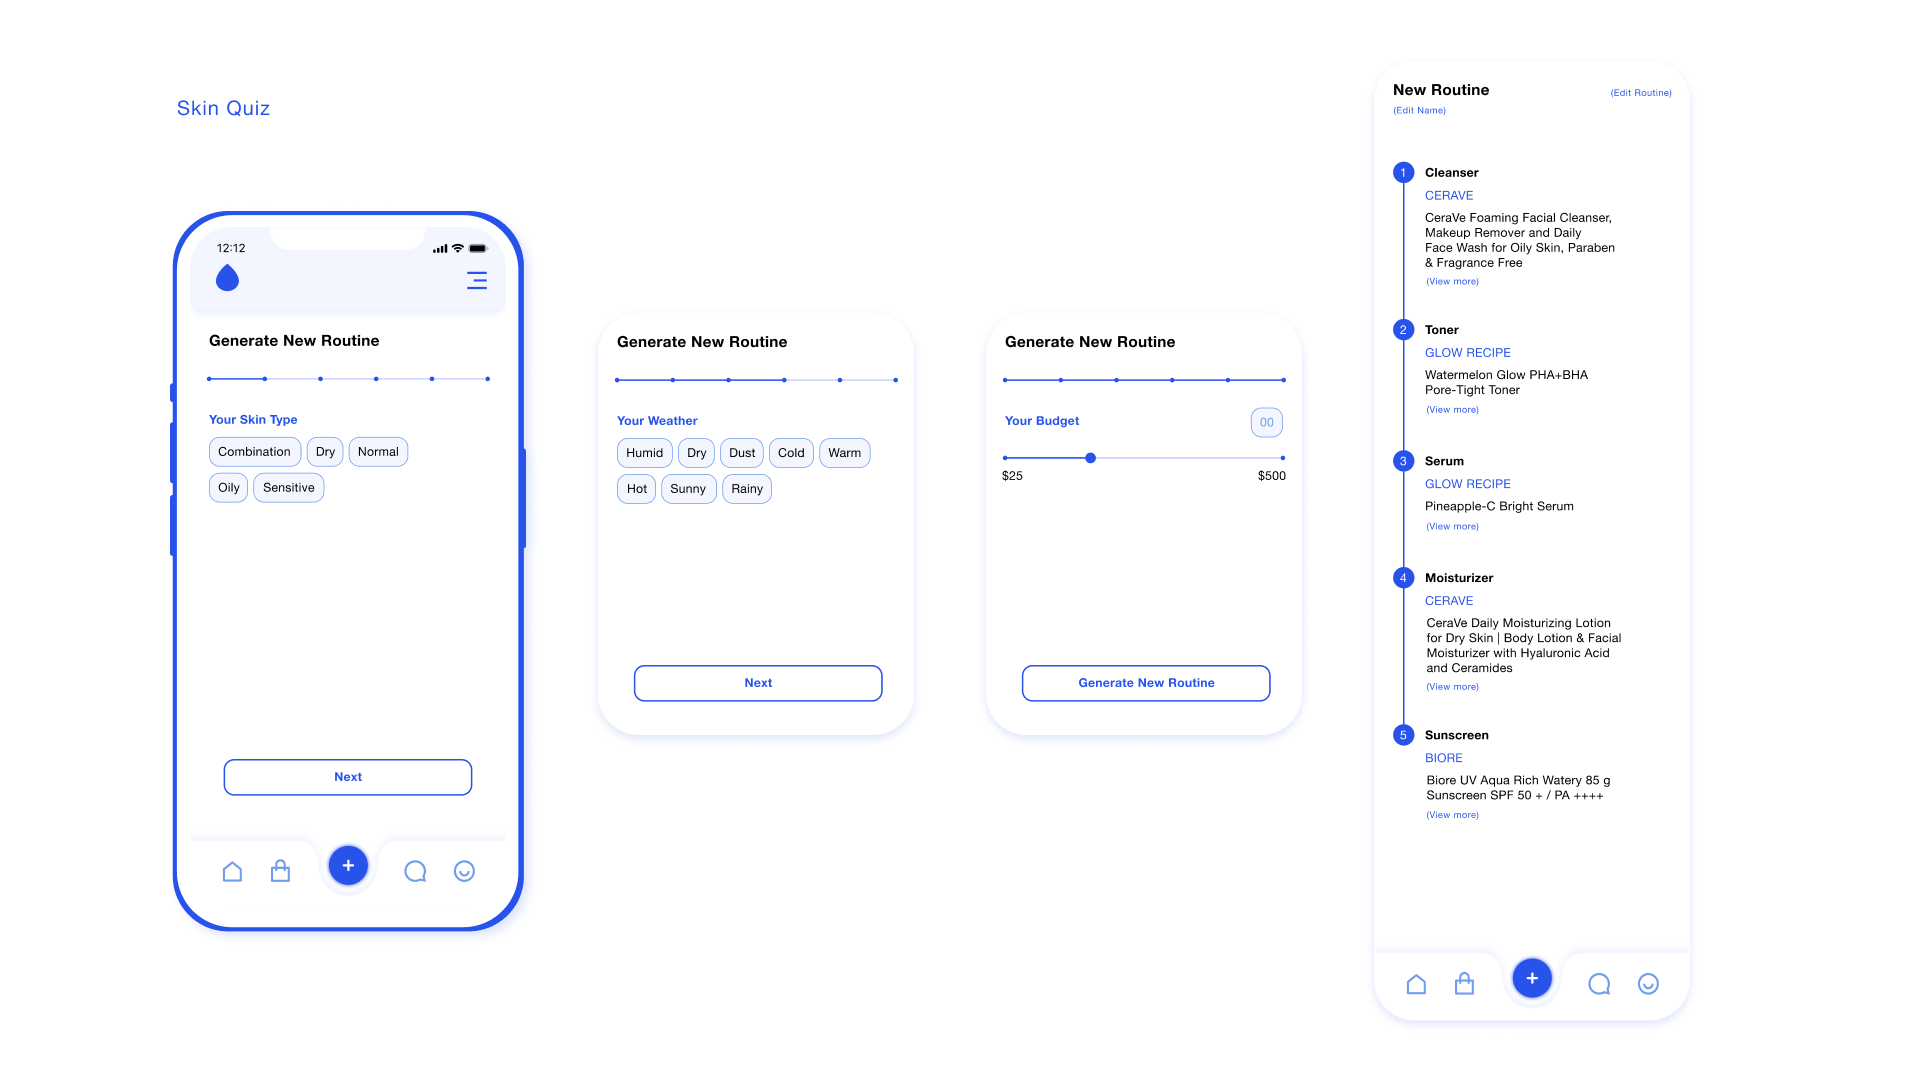 Skin Quiz
12:12
Generate New Routine
Your Skin Type
Combination Dry Normal
Oily Sensitive
Next
+
Generate New Routine
Your Weather
Humid Dry Dust Cold Warm
Hot Sunny Rainy
Next
Generate New Routine
Your Budget 00
$25 $500
Generate New Routine
New Routine (Edit Routine)
(Edit Name)
1 Cleanser
CERAVE
CeraVe Foaming Facial Cleanser,
Makeup Remover and Daily
Face Wash for Oily Skin, Paraben
& Fragrance Free
(View more)
2 Toner
GLOW RECIPE
Watermelon Glow PHA+BHA
Pore-Tight Toner
(View more)
3 Serum
GLOW RECIPE
Pineapple-C Bright Serum
(View more)
4 Moisturizer
CERAVE
CeraVe Daily Moisturizing Lotion
for Dry Skin | Body Lotion & Facial
Moisturizer with Hyaluronic Acid
and Ceramides
(View more)
5 Sunscreen
BIORE
Biore UV Aqua Rich Watery 85 g
Sunscreen SPF 50 + / PA ++++
(View more)
+